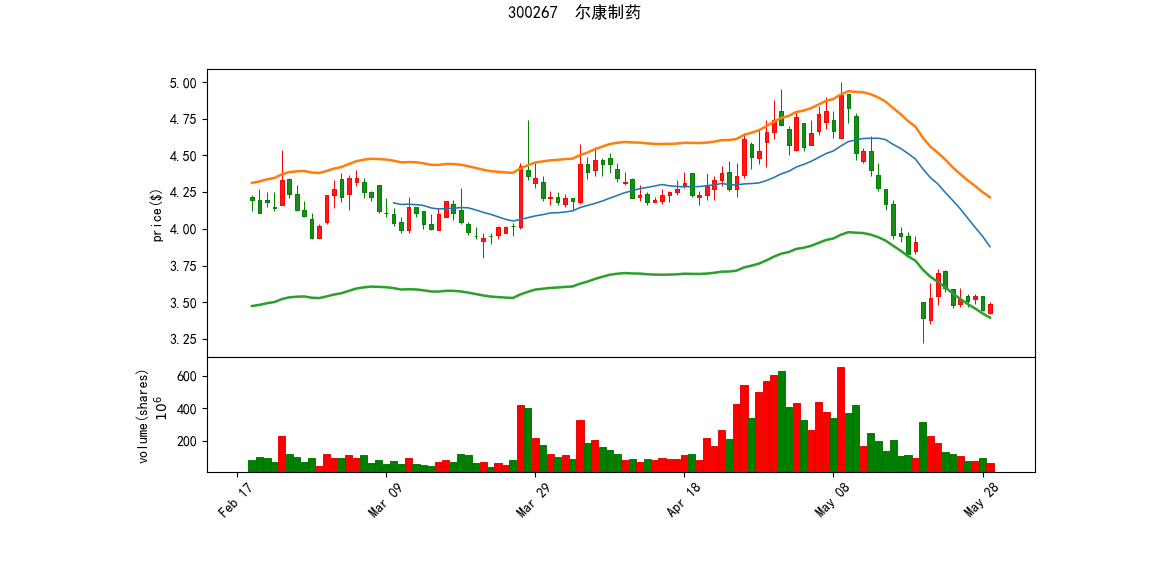 300267 尔康制药
5.00
4.75
4.50
4.25
4.00
3.75
3.50
3.25
price($)
600
400
200
volume(shares)
10^6
Feb 17
Mar 09
Mar 29
Apr 18
May 08
May 28